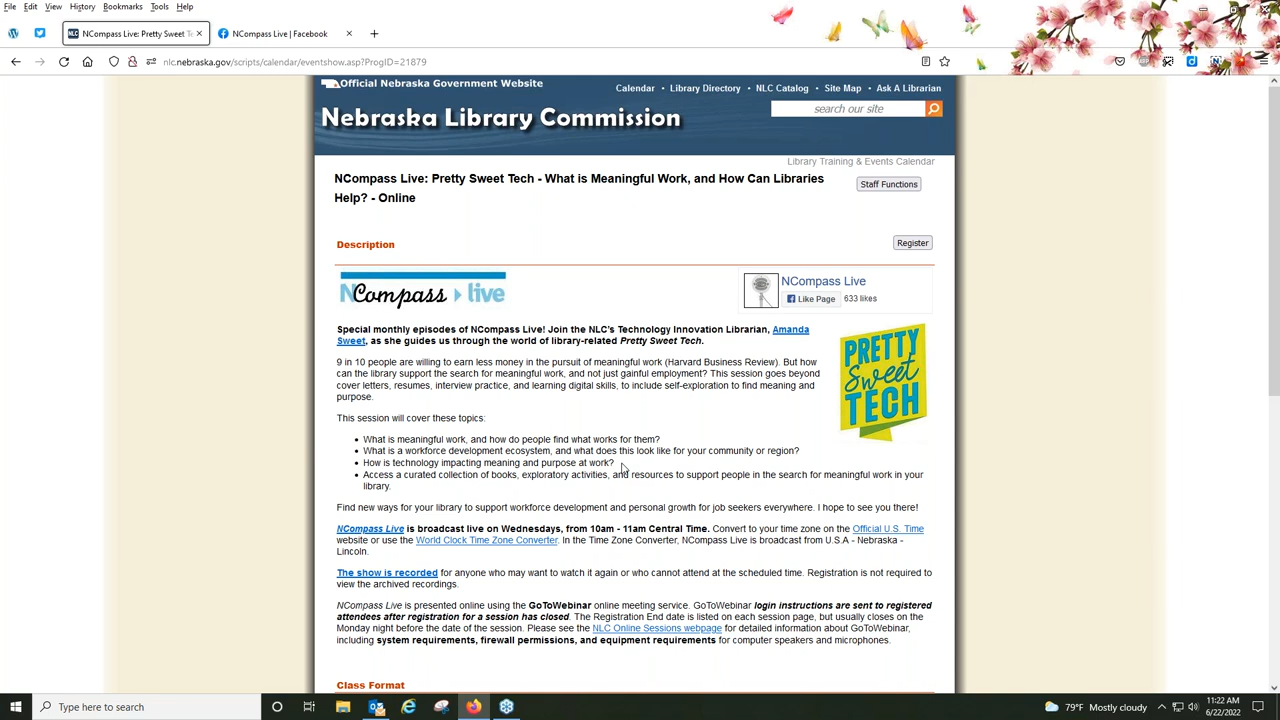 File Edit View History Bookmarks Tools Help
NCompass Live: Pretty Sweet Te NCompass Live | Facebook
nlc.nebraska.gov/scripts/calendar/eventshow.asp?ProgID=21879
Official Nebraska Government Website
Calendar • Library Directory • NLC Catalog • Site Map • Ask A Librarian
Nebraska Library Commission
search our site
Library Training & Events Calendar
NCompass Live: Pretty Sweet Tech - What is Meaningful Work, and How Can Libraries
Help? - Online
Staff Functions
Description
Register
NCompass live
NCompass Live
Like Page 633 likes
Special monthly episodes of NCompass Live! Join the NLC's Technology Innovation Librarian, Amanda
Sweet, as she guides us through the world of library-related Pretty Sweet Tech.
PRETTY
Sweet
TECH
9 in 10 people are willing to earn less money in the pursuit of meaningful work (Harvard Business Review). But how
can the library support the search for meaningful work, and not just gainful employment? This session goes beyond
cover letters, resumes, interview practice, and learning digital skills, to include self-exploration to find meaning and
purpose.
This session will cover these topics:
• What is meaningful work, and how do people find what works for them?
• What is a workforce development ecosystem, and what does this look like for your community or region?
• How is technology impacting meaning and purpose at work?
• Access a curated collection of books, exploratory activities, and resources to support people in the search for meaningful work in your
library.
Find new ways for your library to support workforce development and personal growth for job seekers everywhere. I hope to see you there!
NCompass Live is broadcast live on Wednesdays, from 10am - 11am Central Time. Convert to your time zone on the Official U.S. Time
website or use the World Clock Time Zone Converter. In the Time Zone Converter, NCompass Live is broadcast from U.S.A - Nebraska -
Lincoln.
The show is recorded for anyone who may want to watch it again or who cannot attend at the scheduled time. Registration is not required to
view the archived recordings.
NCompass Live is presented online using the GoToWebinar online meeting service. GoToWebinar login instructions are sent to registered
attendees after registration for a session has closed. The Registration End date is listed on each session page, but usually closes on the
Monday night before the date of the session. Please see the NLC Online Sessions webpage for detailed information about GoToWebinar,
including system requirements, firewall permissions, and equipment requirements for computer speakers and microphones.
Class Format
Type here to search
79°F Mostly cloudy
11:22 AM
6/22/2022